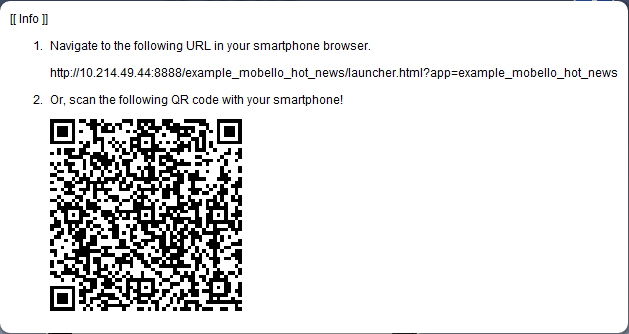 [[ Info ]]
1. Navigate to the following URL in your smartphone browser.
http://10.214.49.44:8888/example_mobello_hot_news/launcher.html?app=example_mobello_hot_news
2. Or, scan the following QR code with your smartphone!